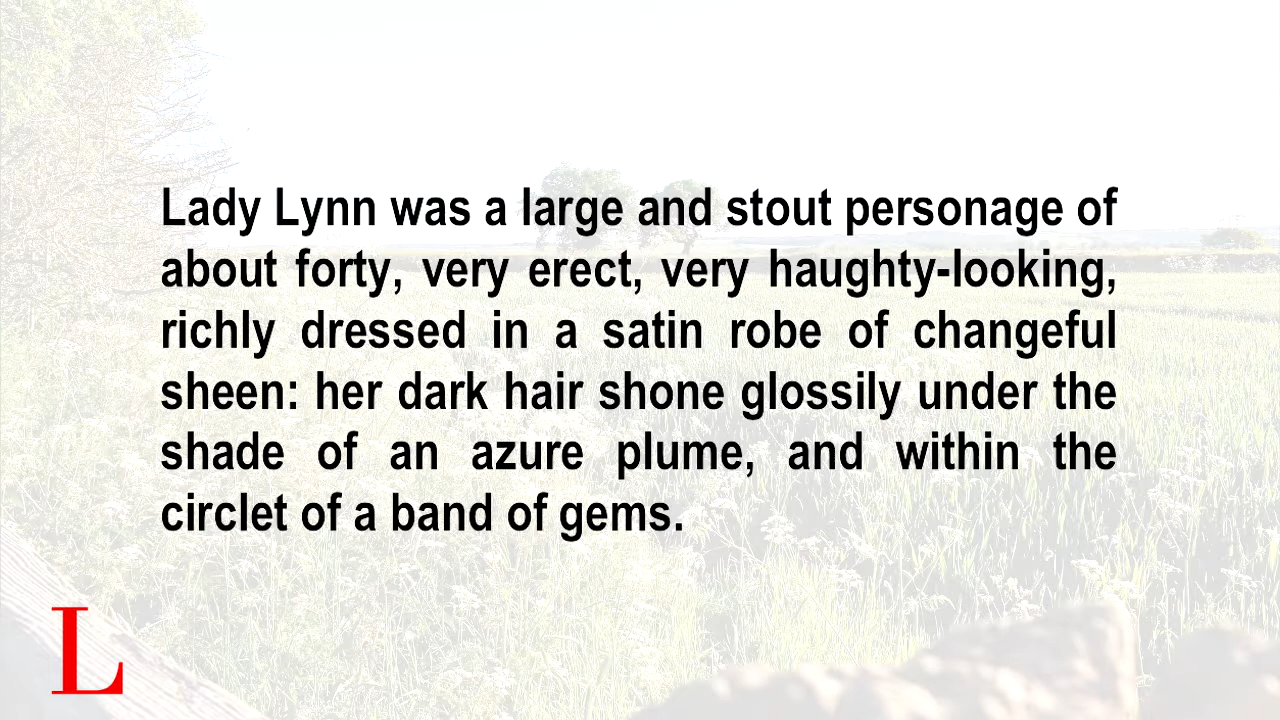 Lady Lynn was a large and stout personage of
about forty, very erect, very haughty-looking,
richly dressed in a satin robe of changeful
sheen: her dark hair shone glossily under the
shade of an azure plume, and within the
circlet of a band of gems.
L